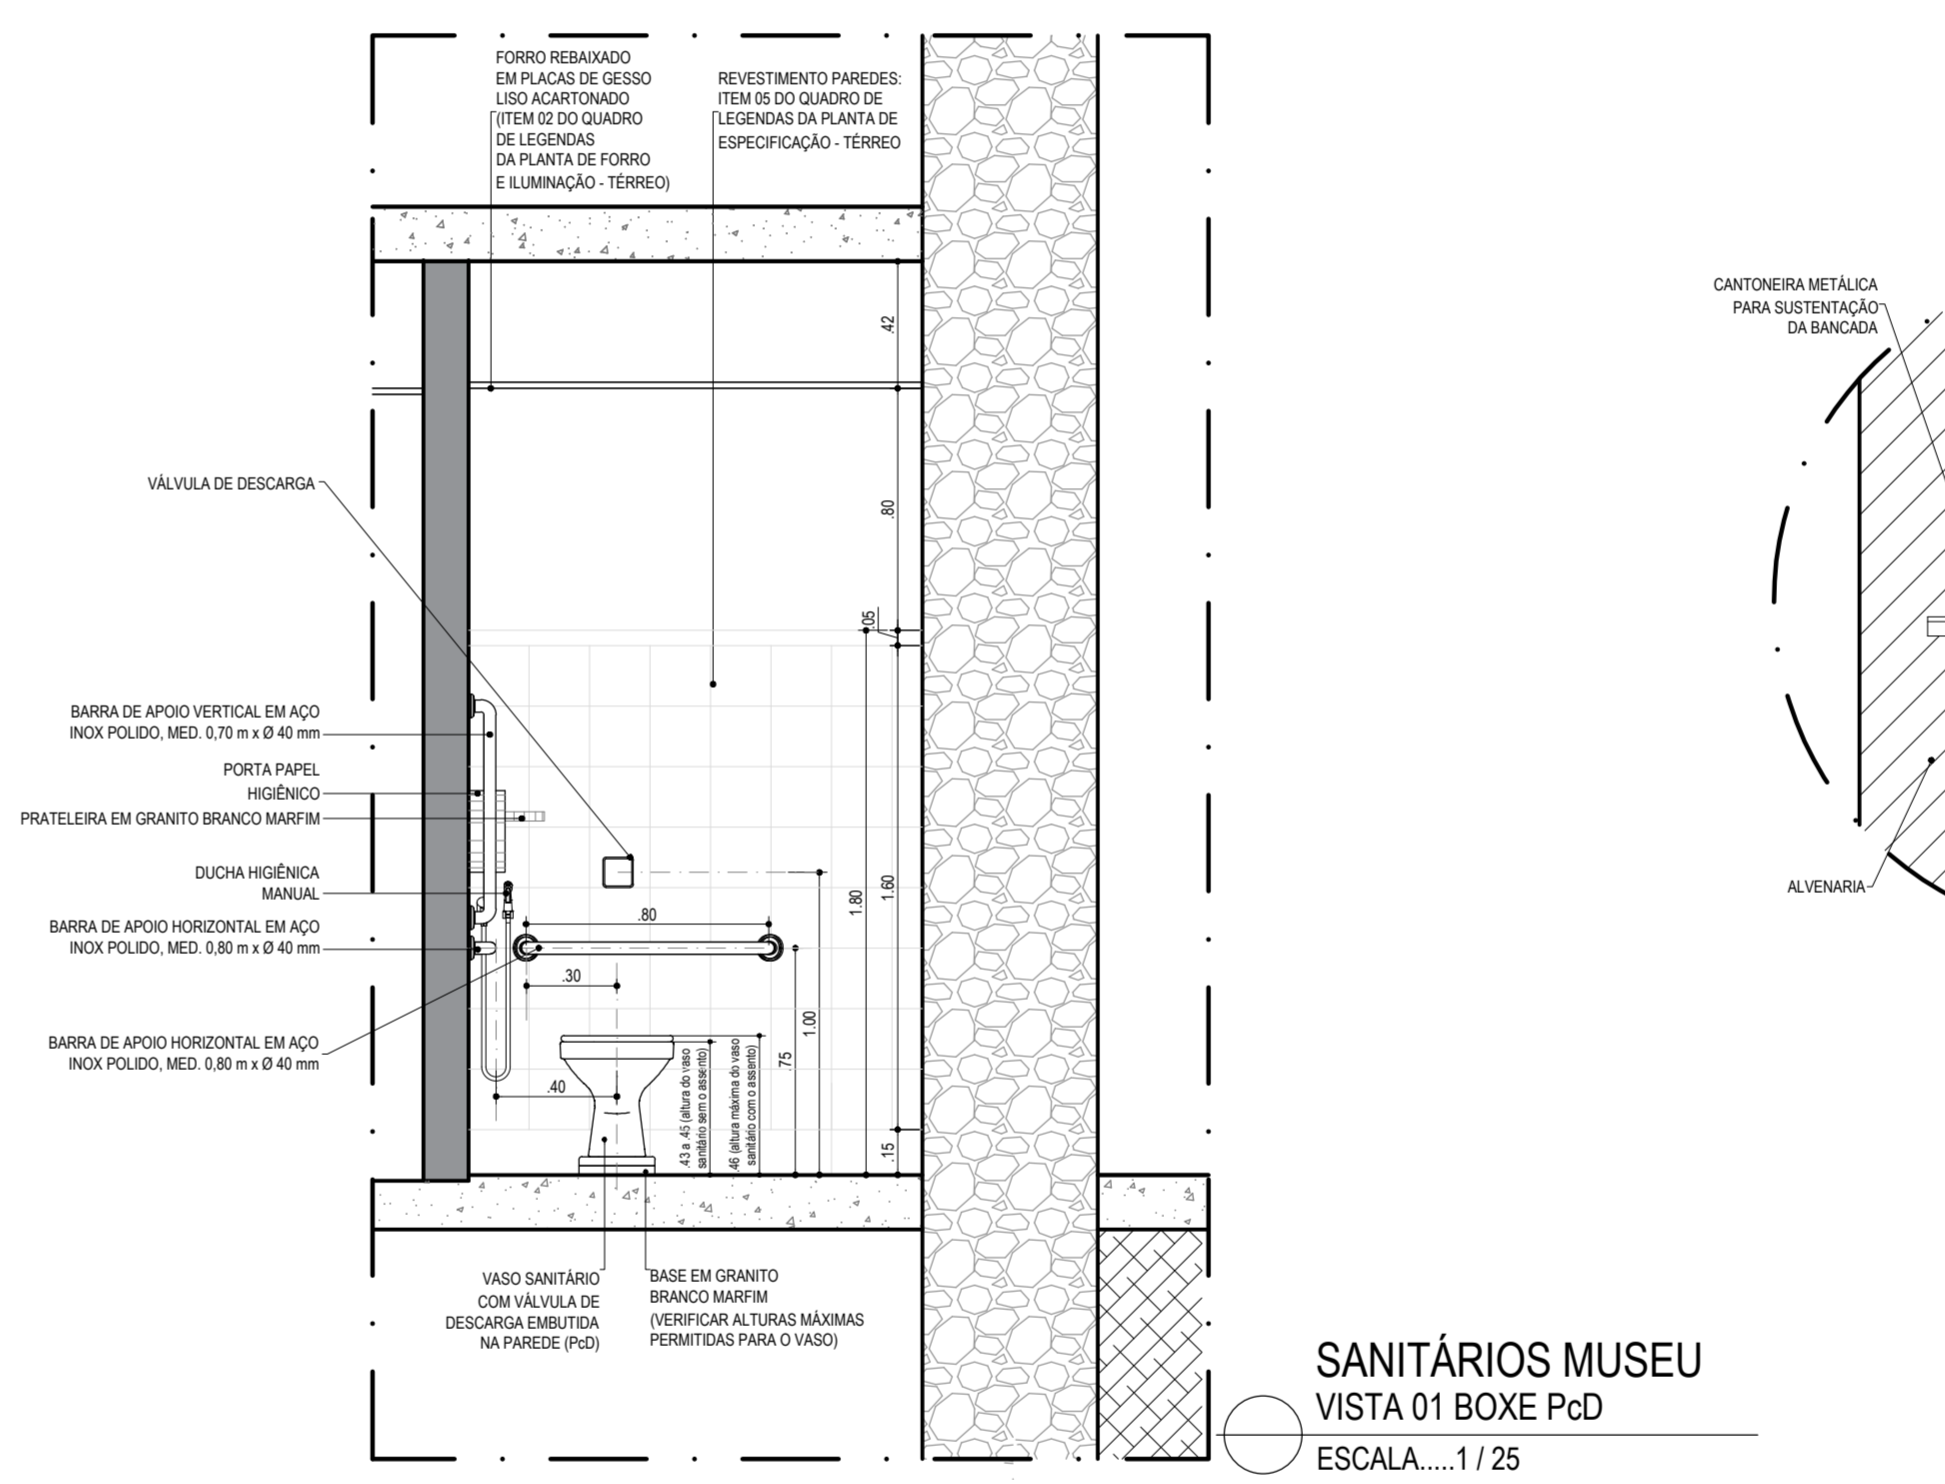 FORRO REBAIXADO
EM PLACAS DE GESSO
LISO ACARTONADO
(ITEM 02 DO QUADRO
DE LEGENDAS
DA PLANTA DE FORRO
E ILUMINAÇÃO - TÉRREO)
REVESTIMENTO PAREDES:
ITEM 05 DO QUADRO DE
LEGENDAS DA PLANTA DE
ESPECIFICAÇÃO - TÉRREO
CANTONEIRA METÁLICA
PARA SUSTENTAÇÃO
DA BANCADA
.42
VÁLVULA DE DESCARGA
.80
.05
BARRA DE APOIO VERTICAL EM AÇO
INOX POLIDO, MED. 0,70 m x Ø 40 mm
PORTA PAPEL
HIGIÊNICO
PRATELEIRA EM GRANITO BRANCO MARFIM
DUCHA HIGIÊNICA
MANUAL
BARRA DE APOIO HORIZONTAL EM AÇO
INOX POLIDO, MED. 0,80 m x Ø 40 mm
BARRA DE APOIO HORIZONTAL EM AÇO
INOX POLIDO, MED. 0,80 m x Ø 40 mm
.80
.30
.40
1.80
1.60
1.00
.75
.15
.43 a .45 (altura do vaso
sanitário sem o assento)
.46 (altura máxima do vaso
sanitário com o assento)
ALVENARIA
VASO SANITÁRIO
COM VÁLVULA DE
DESCARGA EMBUTIDA
NA PAREDE (PcD)
BASE EM GRANITO
BRANCO MARFIM
(VERIFICAR ALTURAS MÁXIMAS
PERMITIDAS PARA O VASO)
SANITÁRIOS MUSEU
VISTA 01 BOXE PcD
ESCALA.....1 / 25